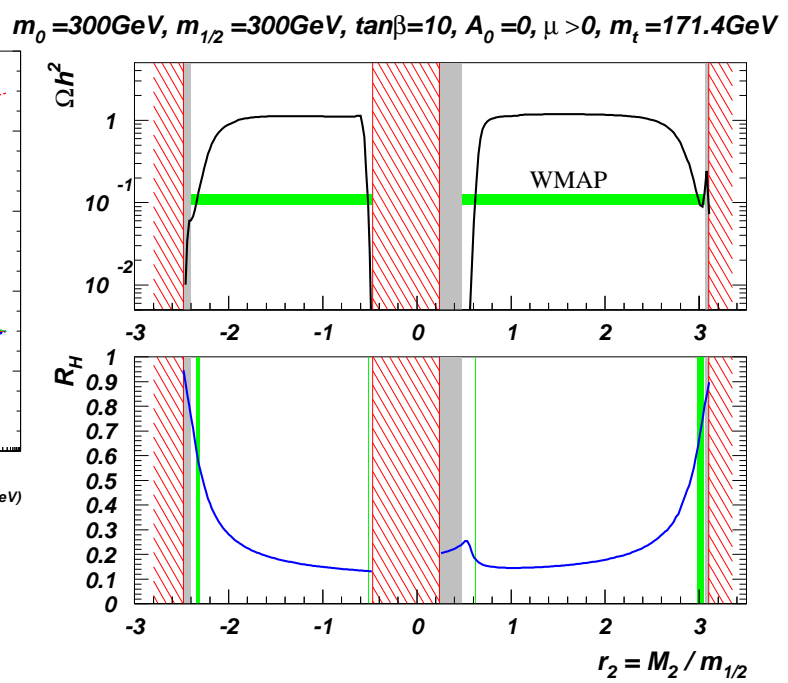 m0 =300GeV, m1/2 =300GeV, tanβ=10, A0 =0, μ >0, mt =171.4GeV
Ωh2
1
10 -1
10 -2
WMAP
-3 -2 -1 0 1 2 3
RH
1
0.9
0.8
0.7
0.6
0.5
0.4
0.3
0.2
0.1
0
-3 -2 -1 0 1 2 3
eV)
r2 = M2 / m1/2